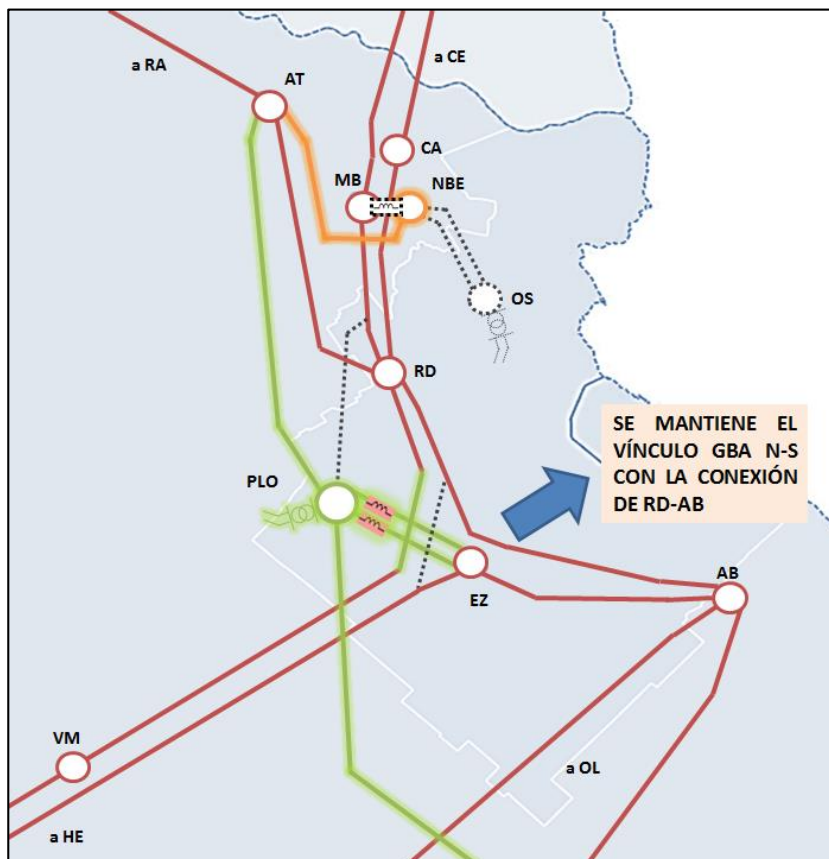 a CE
a RA
AT
CA
MB
NBE
OS
RD
SE MANTIENE EL
VÍNCULO GBA N-S
CON LA CONEXIÓN
DE RD-AB
PLO
EZ
AB
VM
a OL
a HE